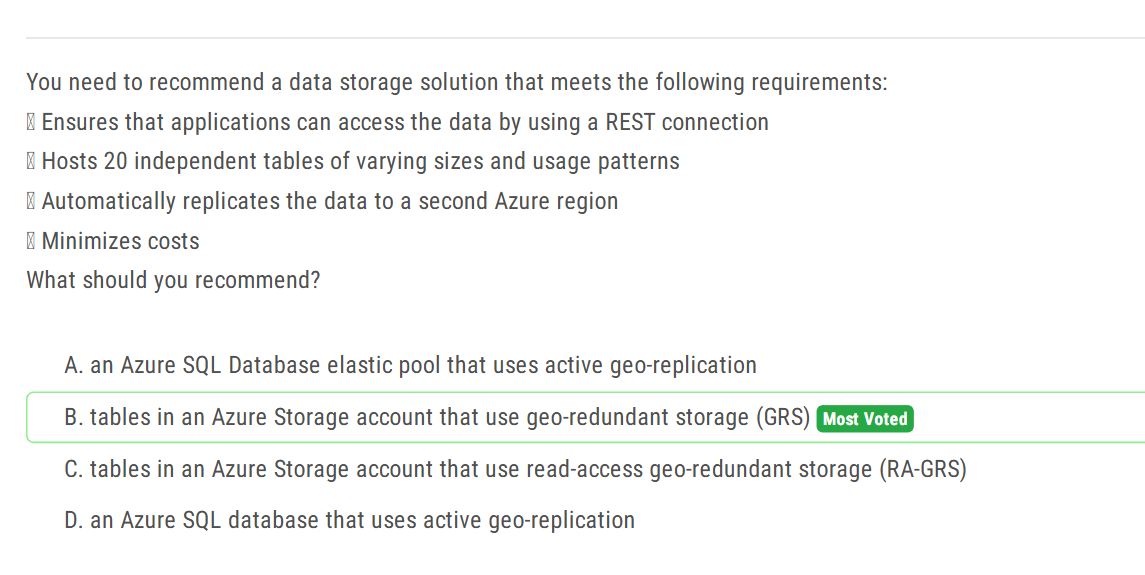 You need to recommend a data storage solution that meets the following requirements:
Ensures that applications can access the data by using a REST connection
Hosts 20 independent tables of varying sizes and usage patterns
Automatically replicates the data to a second Azure region
Minimizes costs
What should you recommend?
A. an Azure SQL Database elastic pool that uses active geo-replication
B. tables in an Azure Storage account that use geo-redundant storage (GRS) Most Voted
C. tables in an Azure Storage account that use read-access geo-redundant storage (RA-GRS)
D. an Azure SQL database that uses active geo-replication